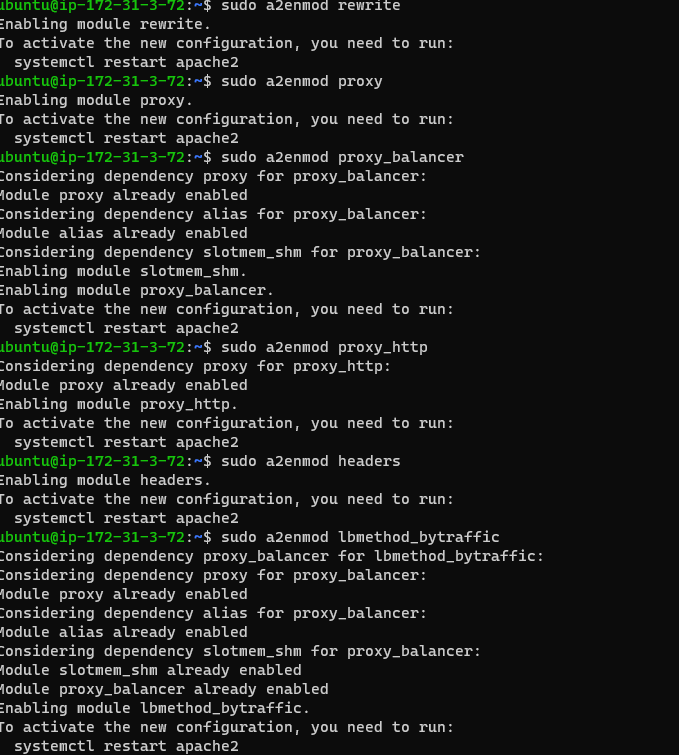 ubuntu@ip-172-31-3-72:~$ sudo a2enmod rewrite
Enabling module rewrite.
To activate the new configuration, you need to run:
  systemctl restart apache2
ubuntu@ip-172-31-3-72:~$ sudo a2enmod proxy
Enabling module proxy.
To activate the new configuration, you need to run:
  systemctl restart apache2
ubuntu@ip-172-31-3-72:~$ sudo a2enmod proxy_balancer
Considering dependency proxy for proxy_balancer:
Module proxy already enabled
Considering dependency alias for proxy_balancer:
Module alias already enabled
Considering dependency slotmem_shm for proxy_balancer:
Enabling module slotmem_shm.
Enabling module proxy_balancer.
To activate the new configuration, you need to run:
  systemctl restart apache2
ubuntu@ip-172-31-3-72:~$ sudo a2enmod proxy_http
Considering dependency proxy for proxy_http:
Module proxy already enabled
Enabling module proxy_http.
To activate the new configuration, you need to run:
  systemctl restart apache2
ubuntu@ip-172-31-3-72:~$ sudo a2enmod headers
Enabling module headers.
To activate the new configuration, you need to run:
  systemctl restart apache2
ubuntu@ip-172-31-3-72:~$ sudo a2enmod lbmethod_bytraffic
Considering dependency proxy_balancer for lbmethod_bytraffic:
Considering dependency proxy for proxy_balancer:
Module proxy already enabled
Considering dependency alias for proxy_balancer:
Module alias already enabled
Considering dependency slotmem_shm for proxy_balancer:
Module slotmem_shm already enabled
Module proxy_balancer already enabled
Enabling module lbmethod_bytraffic.
To activate the new configuration, you need to run:
  systemctl restart apache2